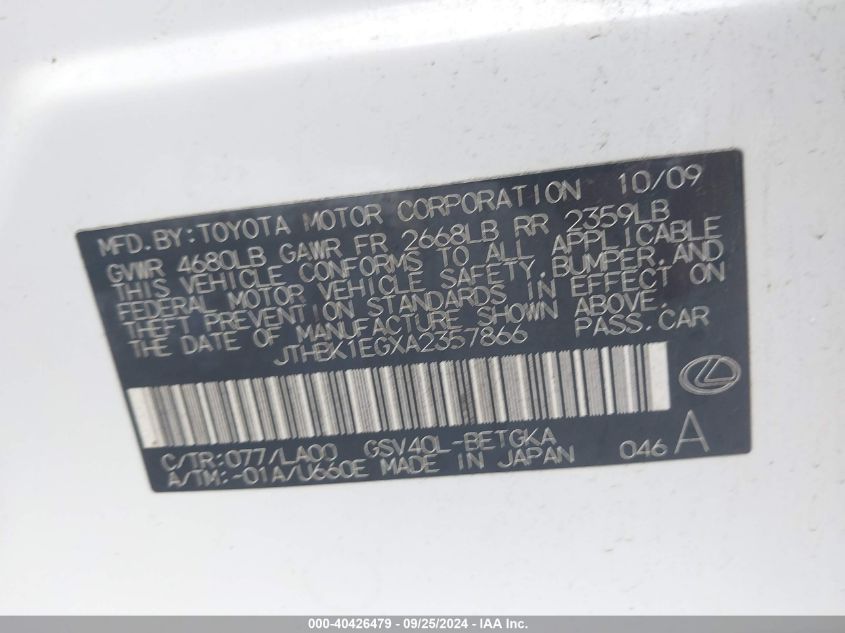 MFD.BY:TOYOTA MOTOR CORPORATION 10/09
GVWR 4680LB GAWR FR 2668LB RR 2359LB
THIS VEHICLE CONFORMS TO ALL APPLICABLE
FEDERAL MOTOR VEHICLE SAFETY,BUMPER,AND
THEFT PREVENTION STANDARDS IN EFFECT ON
THE DATE OF MANUFACTURE SHOWN ABOVE.
JTHBK1EGXA2357866 PASS.CAR
C/TR:077/LA00 GSV40L-BETGKA
A/TM:-01A/U660E MADE IN JAPAN 046 A
000-40426479 - 09/25/2024 - IAA Inc.